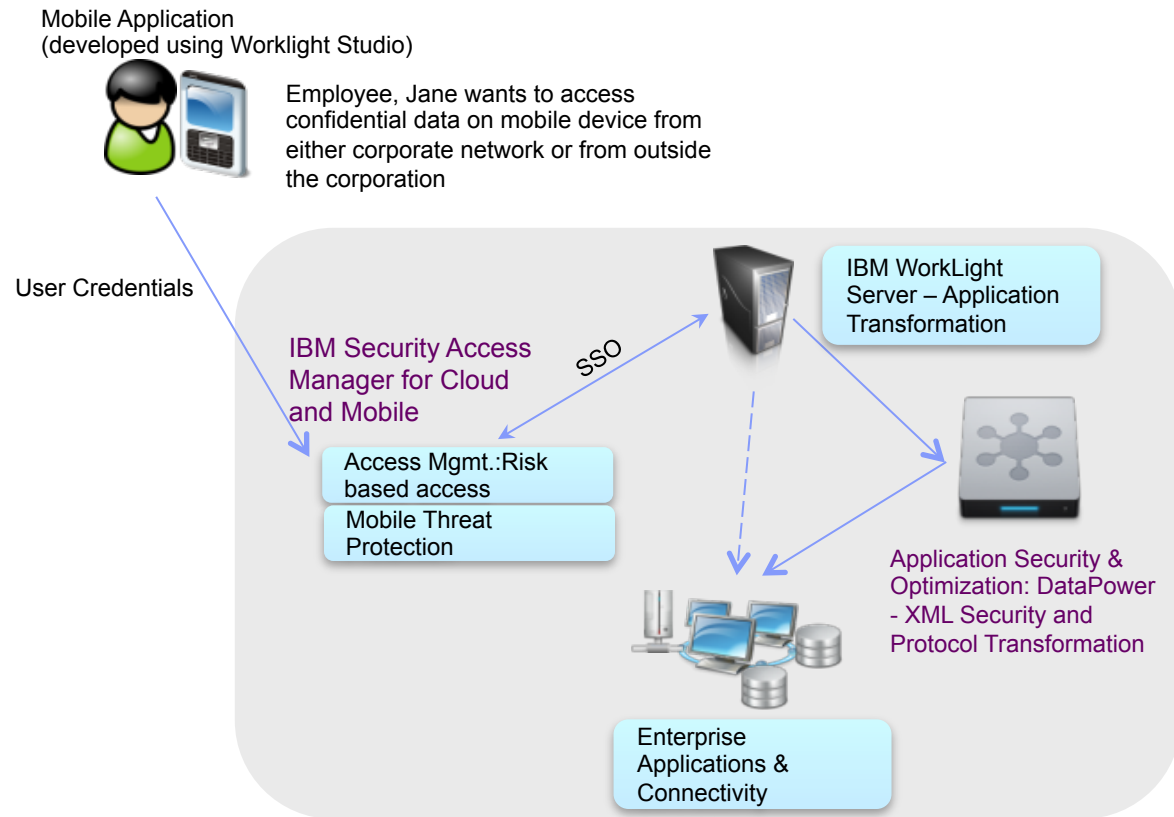 Mobile Application
(developed using Worklight Studio)
Employee, Jane wants to access
confidential data on mobile device from
either corporate network or from outside
the corporation
User Credentials
IBM Security Access
Manager for Cloud
and Mobile
SSO
IBM WorkLight
Server – Application
Transformation
Access Mgmt.:Risk
based access
Mobile Threat
Protection
Application Security &
Optimization: DataPower
- XML Security and
Protocol Transformation
Enterprise
Applications &
Connectivity